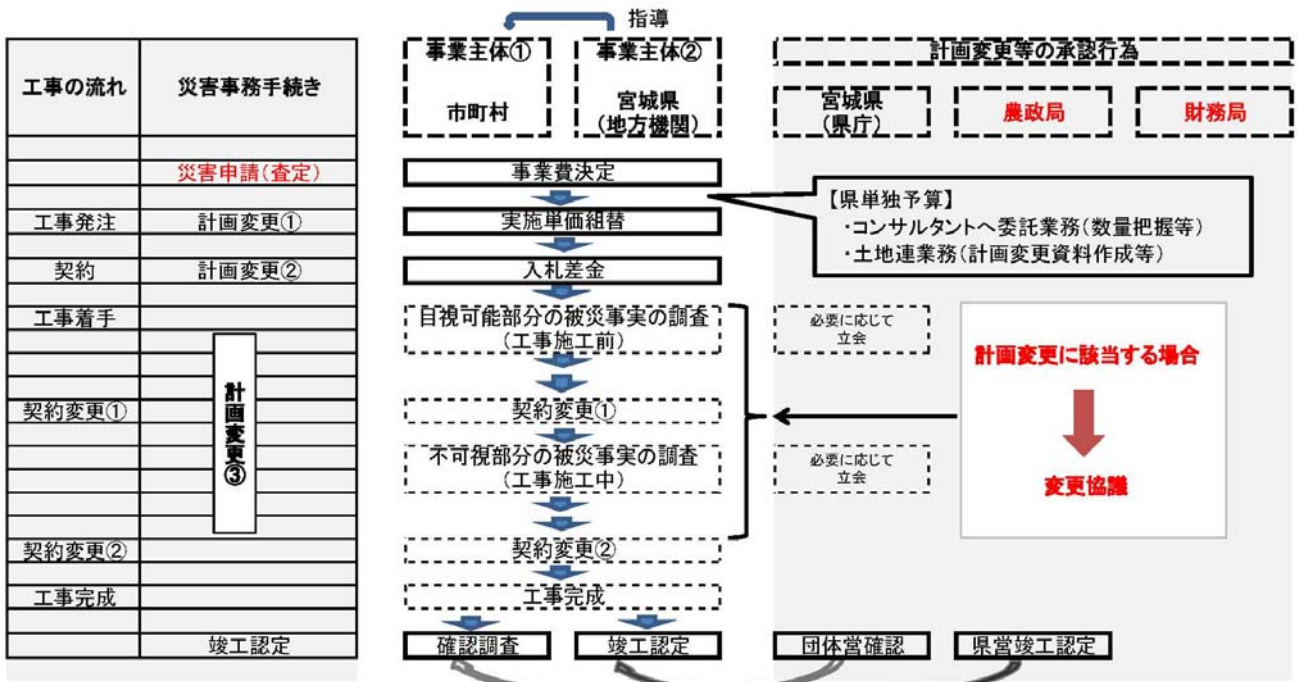 指導
工事の流れ
災害事務手続き
事業主体①
市町村
事業主体②
宮城県
(地方機関)
計画変更等の承認行為
宮城県
(県庁)
農政局
財務局
災害申請(査定)
事業費決定
【県単独予算】
・コンサルタントへ委託業務(数量把握等)
・土地連業務(計画変更資料作成等)
工事発注
計画変更①
実施単価組替
契約
計画変更②
入札差金
工事着手
目視可能部分の被災事実の調査
(工事施工前)
必要に応じて
立会
計画変更に該当する場合
計画変更③
契約変更①
契約変更①
不可視部分の被災事実の調査
(工事施工中)
必要に応じて
立会
変更協議
契約変更②
契約変更②
工事完成
工事完成
竣工認定
確認調査
竣工認定
団体営確認
県営竣工認定